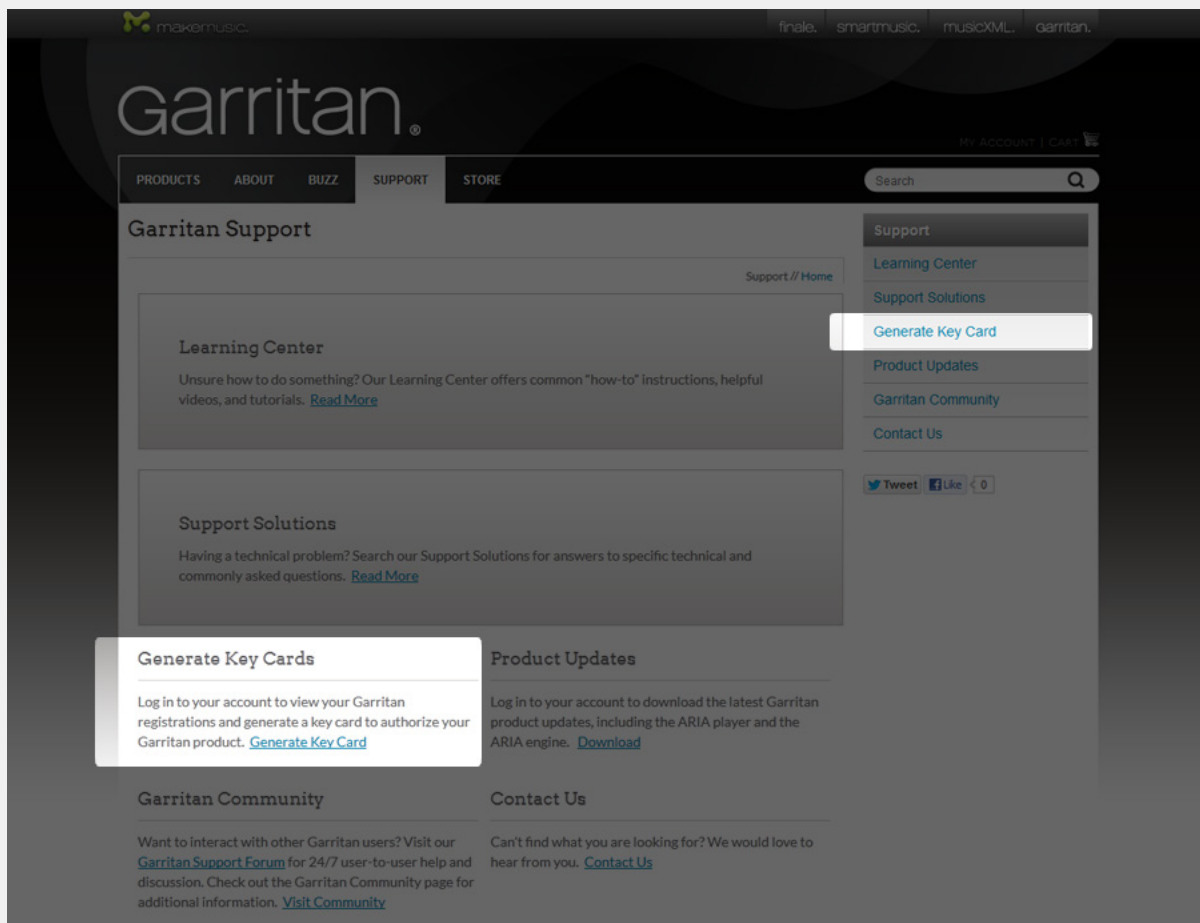 makemusic.
finale. smartmusic. musicXML. Garritan.
Garritan.®
MY ACCOUNT | CART
PRODUCTS ABOUT BUZZ SUPPORT STORE
Search
Garritan Support
Support // Home
Learning Center
Unsure how to do something? Our Learning Center offers common "how-to" instructions, helpful
videos, and tutorials. Read More
Support Solutions
Having a technical problem? Search our Support Solutions for answers to specific technical and
commonly asked questions. Read More
Generate Key Cards
Log in to your account to view your Garritan
registrations and generate a key card to authorize your
Garritan product. Generate Key Card
Product Updates
Log in to your account to download the latest Garritan
product updates, including the ARIA player and the
ARIA engine. Download
Garritan Community
Want to interact with other Garritan users? Visit our
Garritan Support Forum for 24/7 user-to-user help and
discussion. Check out the Garritan Community page for
additional information. Visit Community
Contact Us
Can't find what you are looking for? We would love to
hear from you. Contact Us
Support
Learning Center
Support Solutions
Generate Key Card
Product Updates
Garritan Community
Contact Us
Tweet Like 0